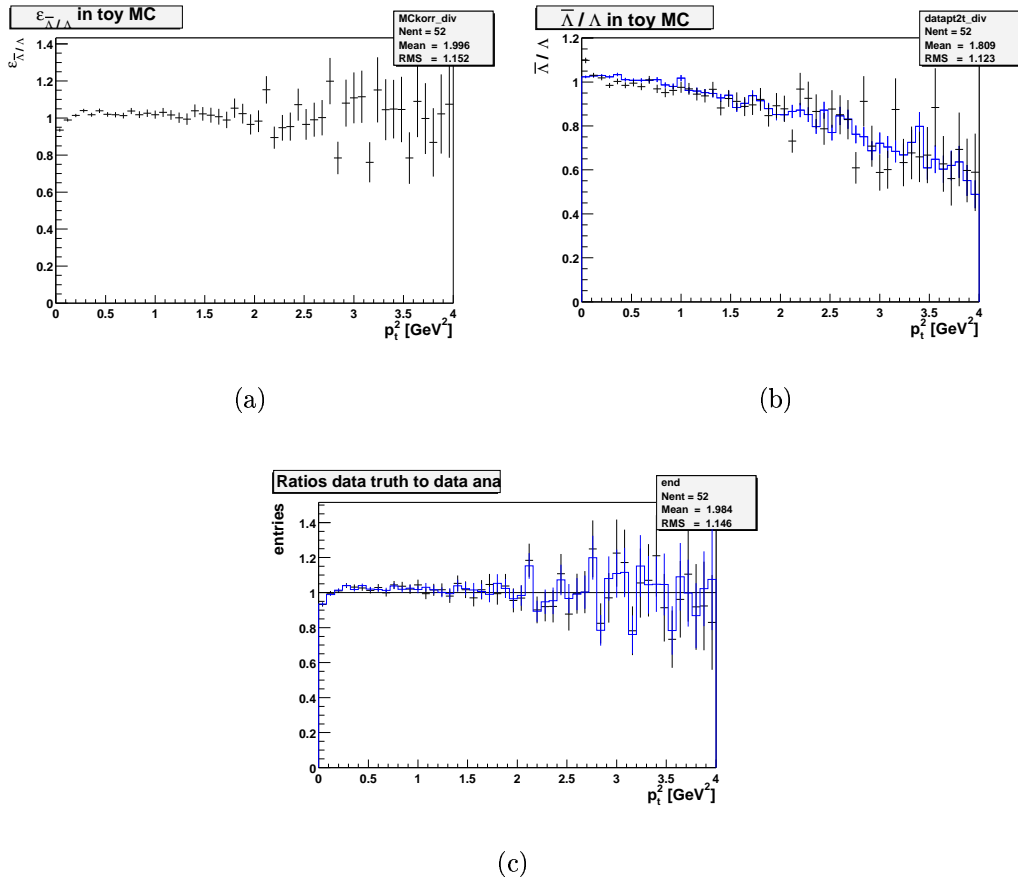 ε Λ̅ / Λ in toy MC
MCkorr_div
Nent = 52
Mean = 1.996
RMS = 1.152
ε Λ̅ / Λ
1.4
1.2
1
0.8
0.6
0.4
0.2
0
0 0.5 1 1.5 2 2.5 3 3.5 4
p_t^2 [GeV^2]
(a)
Λ̅ / Λ in toy MC
datapt2t_div
Nent = 52
Mean = 1.809
RMS = 1.123
Λ̅ / Λ
1.2
1
0.8
0.6
0.4
0.2
0
0 0.5 1 1.5 2 2.5 3 3.5 4
p_t^2 [GeV^2]
(b)
Ratios data truth to data ana
end
Nent = 52
Mean = 1.984
RMS = 1.146
entries
1.4
1.2
1
0.8
0.6
0.4
0.2
0
0 0.5 1 1.5 2 2.5 3 3.5 4
p_t^2 [GeV^2]
(c)